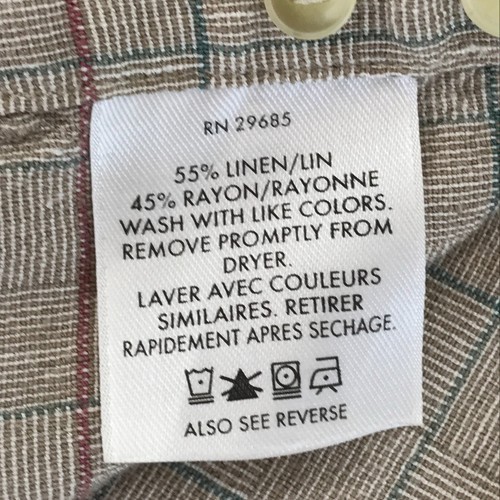 RN 29685
55% LINEN/LIN
45% RAYON/RAYONNE
WASH WITH LIKE COLORS.
REMOVE PROMPTLY FROM
DRYER.
LAVER AVEC COULEURS
SIMILAIRES. RETIRER
RAPIDEMENT APRES SECHAGE.
ALSO SEE REVERSE